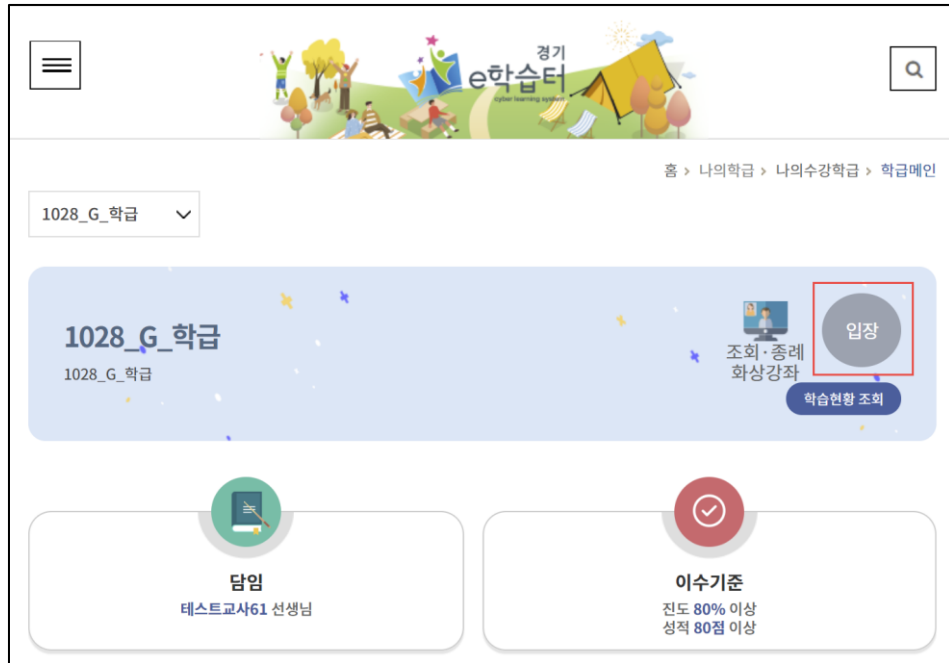 경기
e학습터
cyber learning system
홈 > 나의학급 > 나의수강학급 > 학급메인
1028_G_학급
1028_G_학급
1028_G_학급
조회·종례
화상강좌
입장
학습현황 조회
담임
테스트교사61 선생님
이수기준
진도 80% 이상
성적 80점 이상